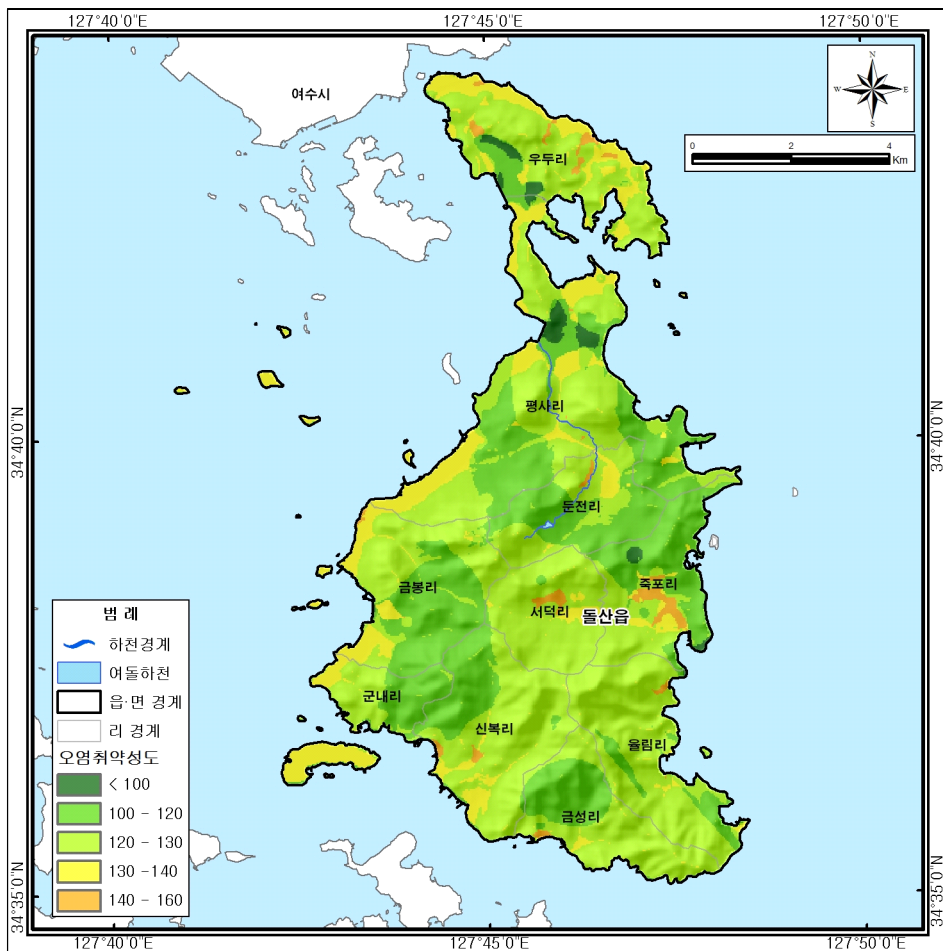 127°40'0"E
127°45'0"E
127°50'0"E
N
W
E
S
0 2 4
Km
여수시
우두리
34°40'0"N
34°40'0"N
평사리
둔전리
금봉리
죽포리
서덕리
돌산읍
군내리
신복리
율림리
금성리
범 례
하천경계
여돌하천
읍·면 경계
리 경계
오염취약성도
< 100
100 - 120
120 - 130
130 -140
140 - 160
34°35'0"N
34°35'0"N
127°40'0"E
127°45'0"E
127°50'0"E